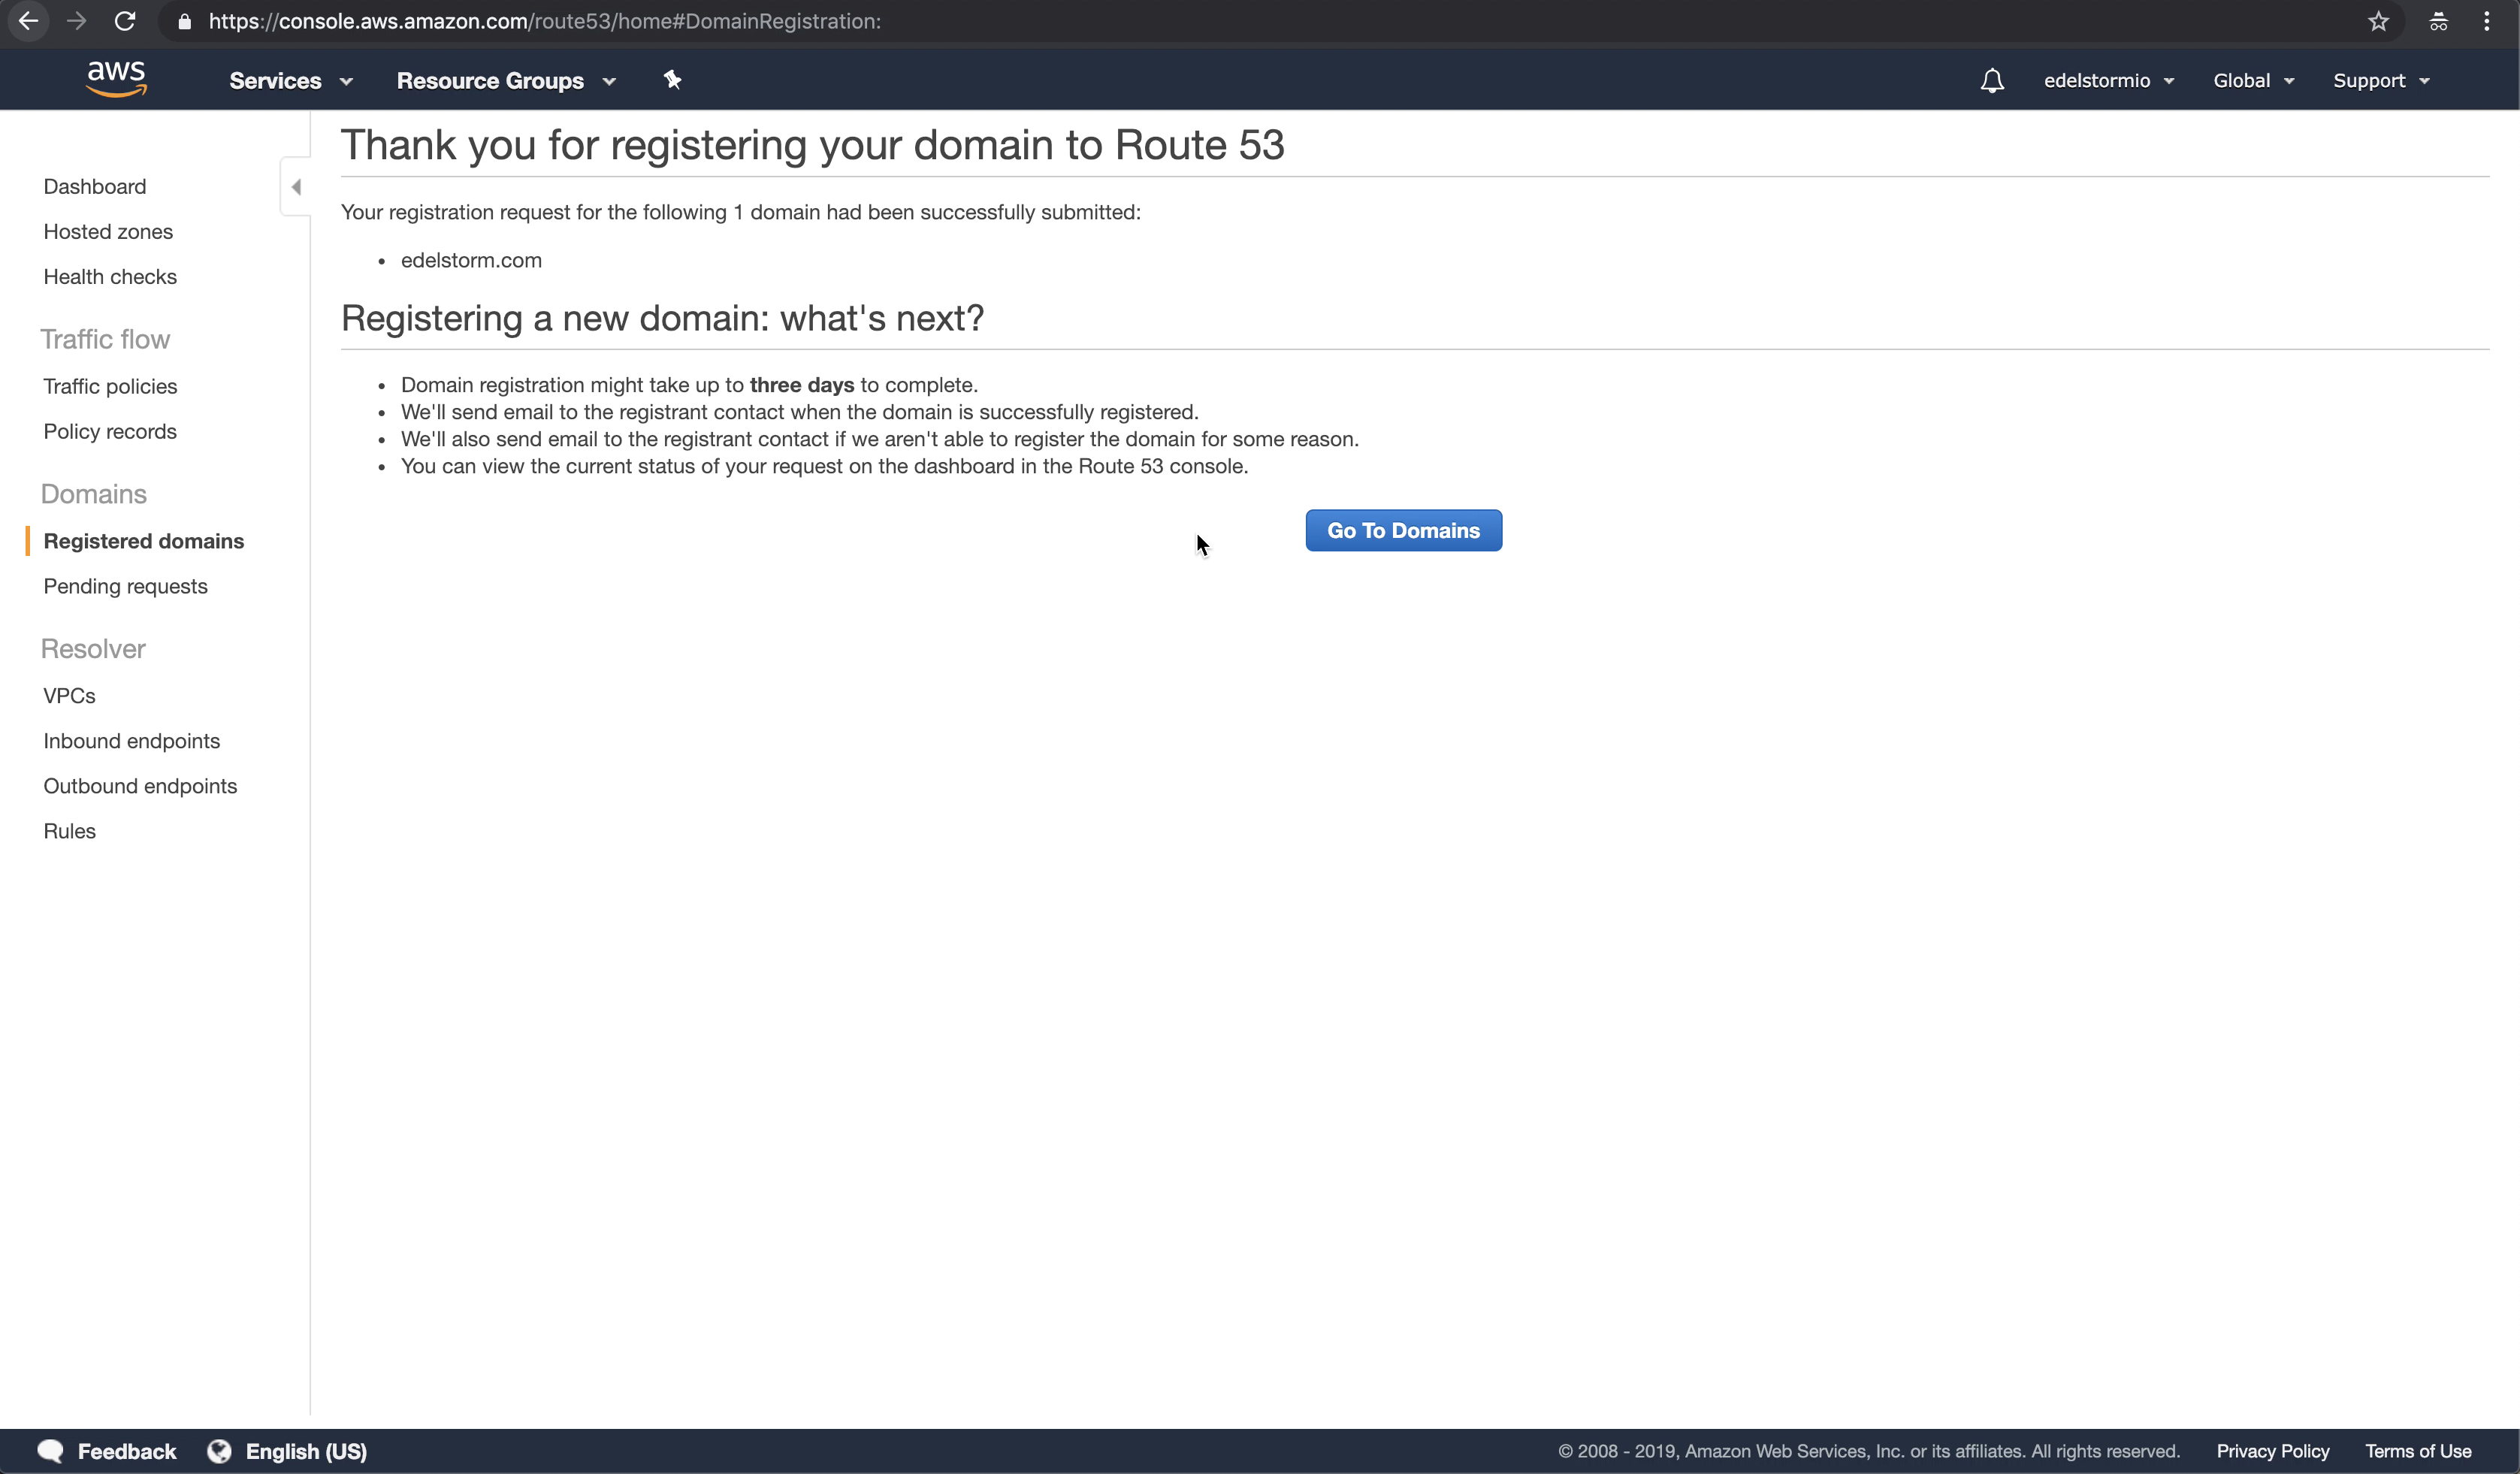 https://console.aws.amazon.com/route53/home#DomainRegistration:
aws Services Resource Groups edelstormio Global Support
Dashboard
Hosted zones
Health checks
Traffic flow
Traffic policies
Policy records
Domains
Registered domains
Pending requests
Resolver
VPCs
Inbound endpoints
Outbound endpoints
Rules
Thank you for registering your domain to Route 53
Your registration request for the following 1 domain had been successfully submitted:
• edelstorm.com
Registering a new domain: what's next?
• Domain registration might take up to three days to complete.
• We'll send email to the registrant contact when the domain is successfully registered.
• We'll also send email to the registrant contact if we aren't able to register the domain for some reason.
• You can view the current status of your request on the dashboard in the Route 53 console.
Go To Domains
Feedback English (US) © 2008 - 2019, Amazon Web Services, Inc. or its affiliates. All rights reserved. Privacy Policy Terms of Use